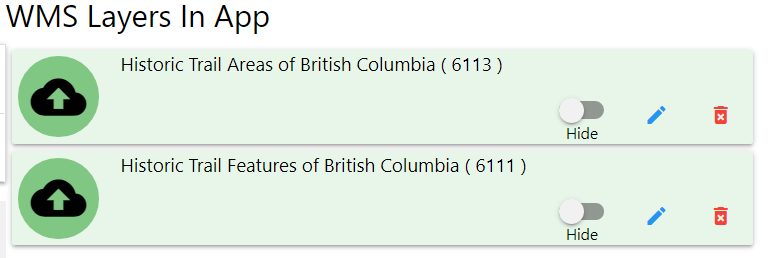 WMS Layers In App
Historic Trail Areas of British Columbia ( 6113 )
Hide
Historic Trail Features of British Columbia ( 6111 )
Hide